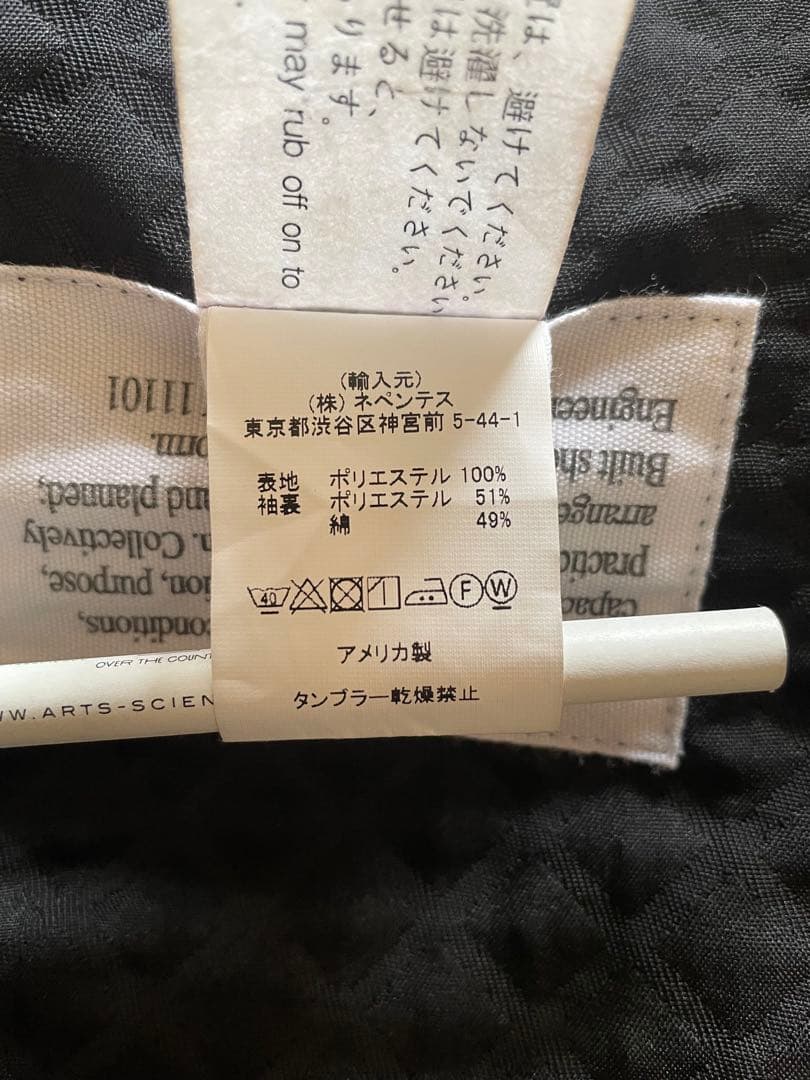 は、避けてください。
洗濯しないでください
は避けてください。
せると、
ります。
may rub off on to
(輸入元)
(株) ネペンテス
東京都渋谷区神宮前 5-44-1
表地 ポリエステル 100%
袖裏 ポリエステル 51%
綿 49%
40 F W
アメリカ製
タンブラー乾燥禁止
Enginee
Built sh
arrange
practic
capac
conditions,
ion, purpose,
n. Collectively
and planned;
orm.
11101
OVER THE COUNT
WW.ARTS-SCIEN